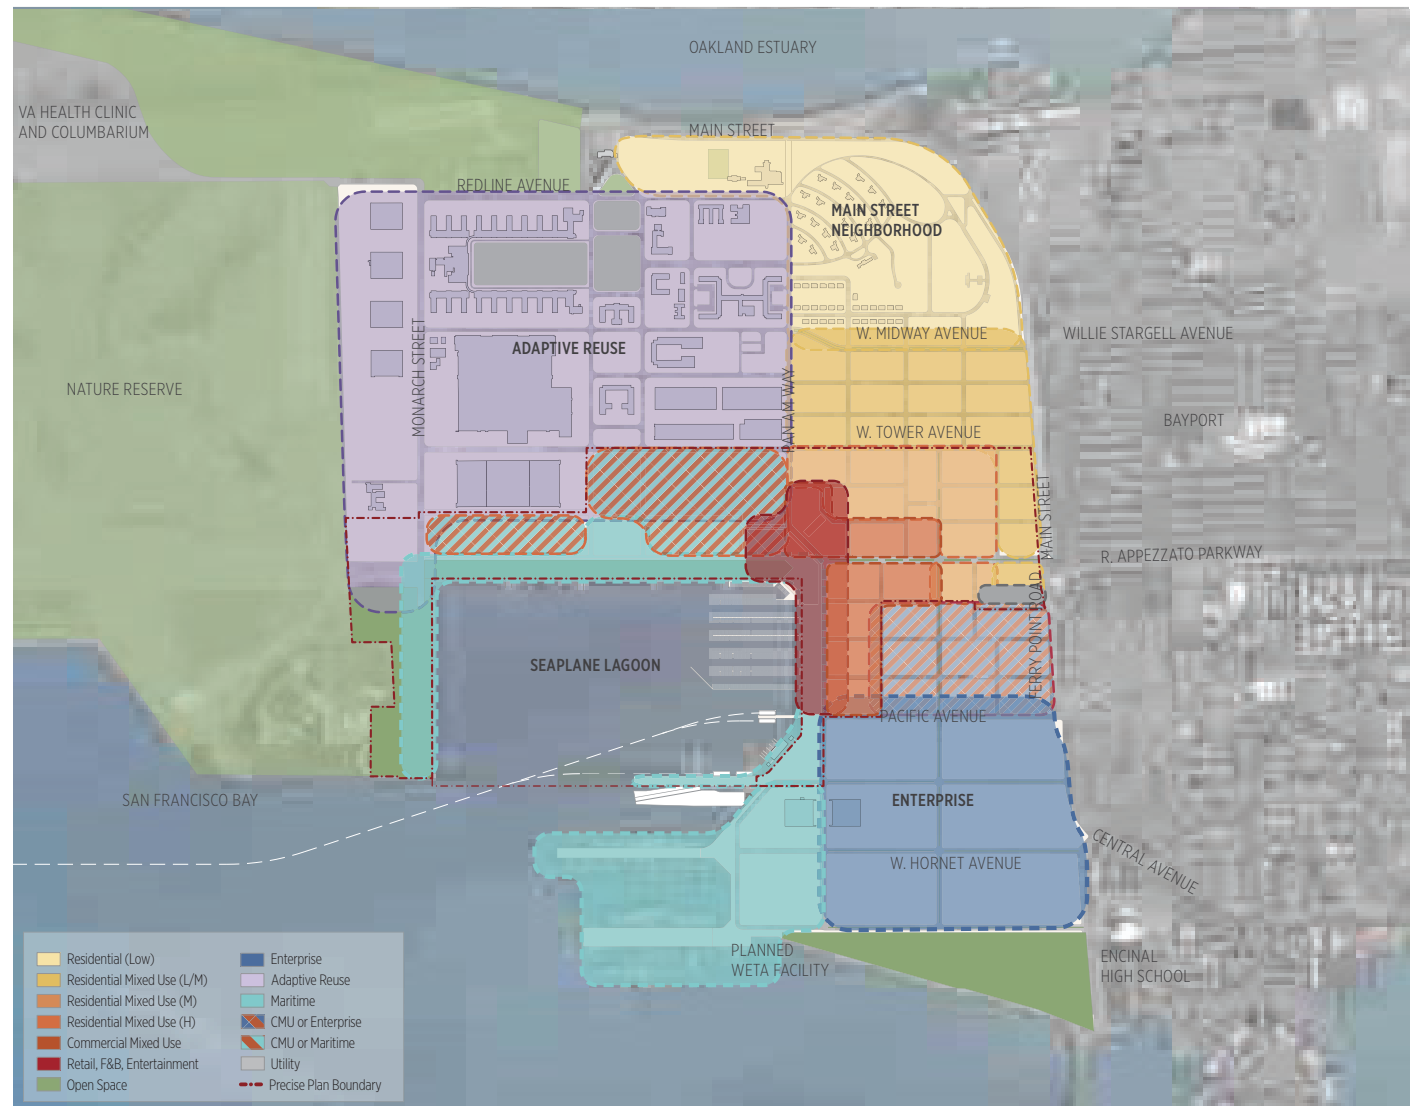 OAKLAND ESTUARY
VA HEALTH CLINIC
AND COLUMBARIUM
MAIN STREET
REDLINE AVENUE
MAIN STREET
NEIGHBORHOOD
W. MIDWAY AVENUE
WILLIE STARGELL AVENUE
ADAPTIVE REUSE
MONARCH STREET
NATURE RESERVE
PAN AM WAY
W. TOWER AVENUE
BAYPORT
MAIN STREET
R. APPEZZATO PARKWAY
FERRY POINT ROAD
SEAPLANE LAGOON
PACIFIC AVENUE
SAN FRANCISCO BAY
ENTERPRISE
W. HORNET AVENUE
CENTRAL AVENUE
PLANNED
WETA FACILITY
ENCINAL
HIGH SCHOOL
Residential (Low)
Residential Mixed Use (L/M)
Residential Mixed Use (M)
Residential Mixed Use (H)
Commercial Mixed Use
Retail, F&B, Entertainment
Open Space
Enterprise
Adaptive Reuse
Maritime
CMU or Enterprise
CMU or Maritime
Utility
Precise Plan Boundary